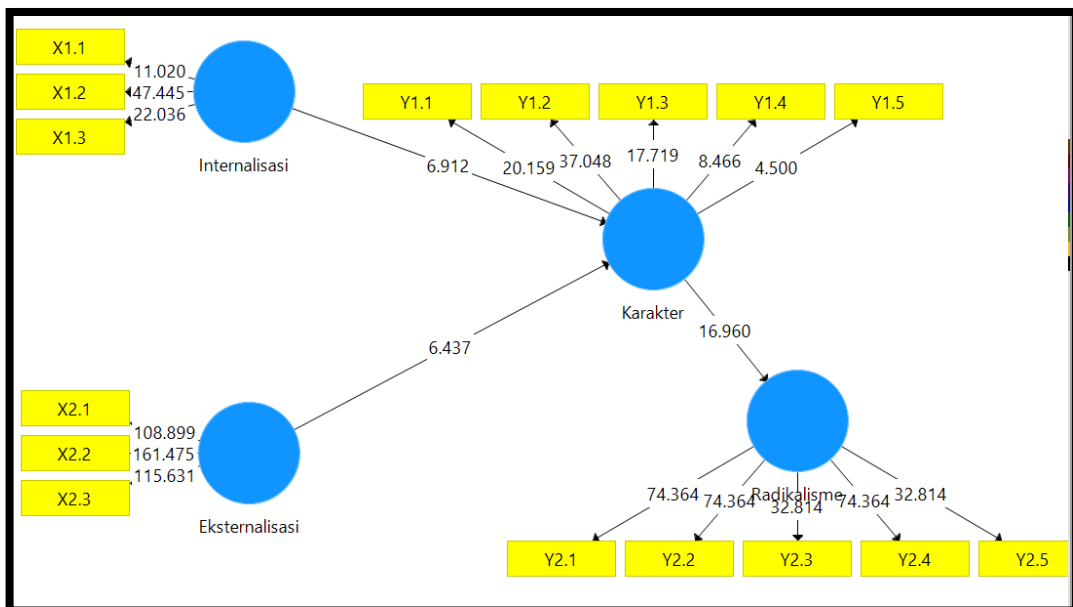 X1.1
11.020
X1.2
47.445
X1.3
22.036
Internalisasi
Y1.1
Y1.2
Y1.3
Y1.4
Y1.5
6.912
20.159
37.048
17.719
8.466
4.500
Karakter
16.960
6.437
X2.1
108.899
X2.2
161.475
X2.3
115.631
Eksternalisasi
Radikalisme
74.364
74.364
32.814
74.364
32.814
Y2.1
Y2.2
Y2.3
Y2.4
Y2.5